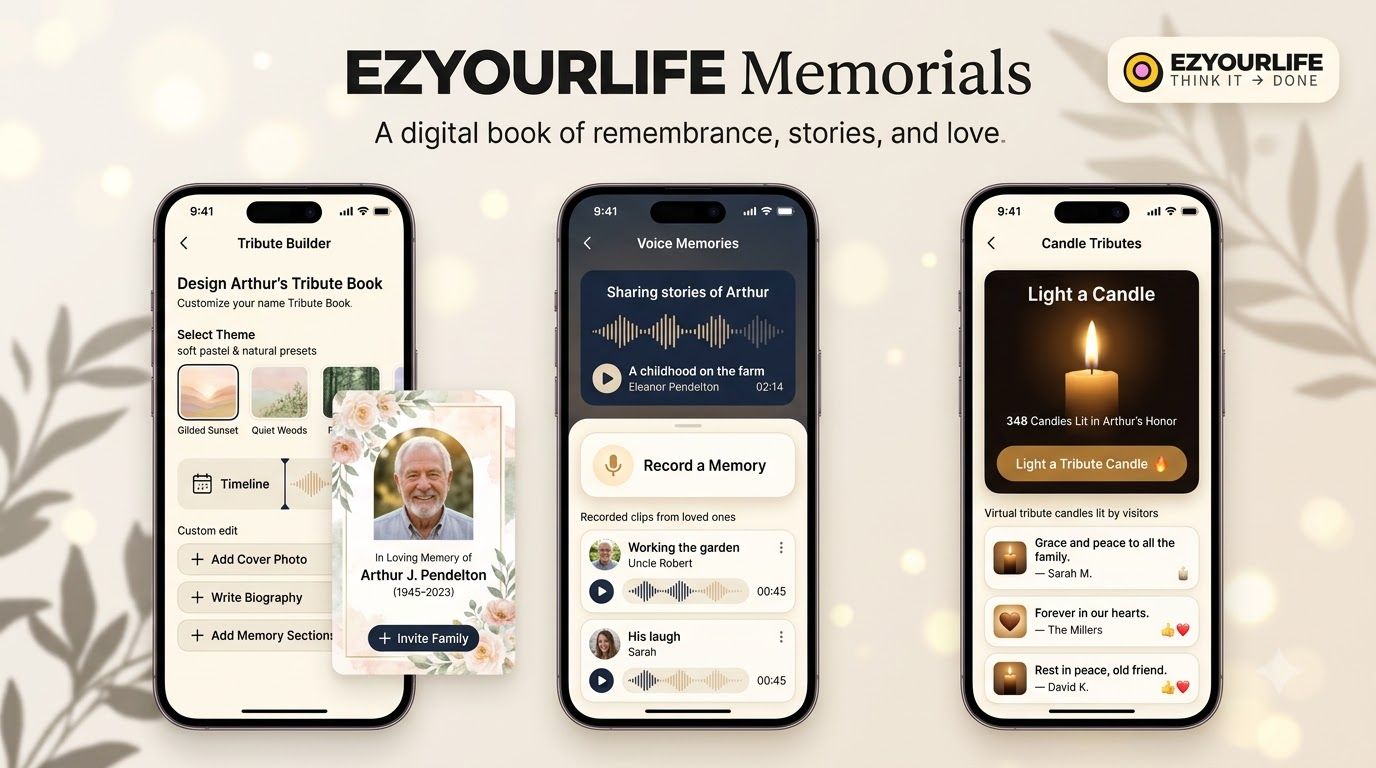 EZYOURLIFE Memorials
A digital book of remembrance, stories, and love.
EZYOURLIFE
THINK IT → DONE
9:41
Tribute Builder
Design Arthur's Tribute Book
Customize your name Tribute Book.
Select Theme
soft pastel & natural presets
Gilded Sunset
Quiet Weods
Timeline
Custom edit
+ Add Cover Photo
+ Write Biography
+ Add Memory Sections
In Loving Memory of
Arthur J. Pendelton
(1945–2023)
+ Invite Family
9:41
Voice Memories
Sharing stories of Arthur
A childhood on the farm
Eleanor Pendelton 02:14
Record a Memory
Recorded clips from loved ones
Working the garden
Uncle Robert
00:45
His laugh
Sarah
00:45
9:41
Candle Tributes
Light a Candle
348 Candles Lit in Arthur's Honor
Light a Tribute Candle 🔥
Virtual tribute candles lit by visitors
Grace and peace to all the
family.
— Sarah M.
Forever in our hearts.
— The Millers 👍❤️
Rest in peace, old friend.
— David K. 👍❤️